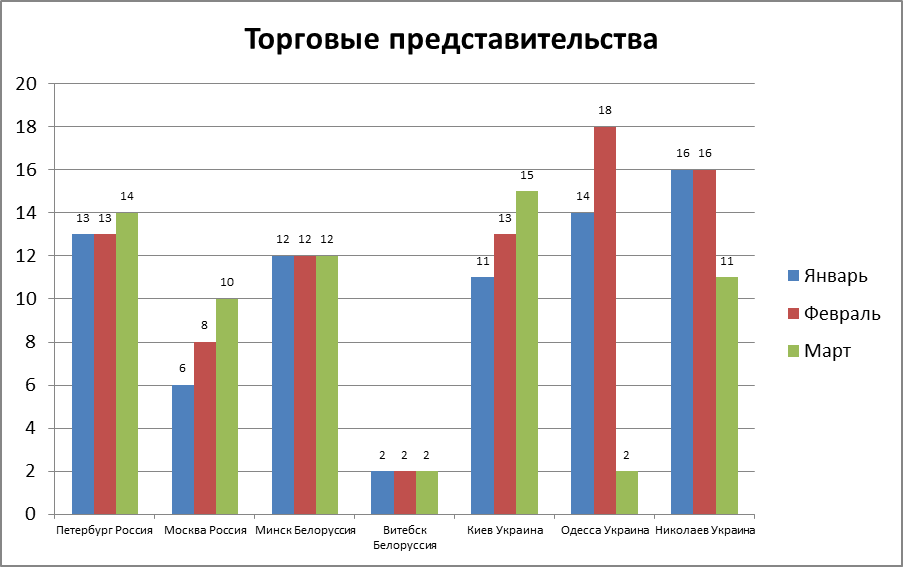 Торговые представительства
20
18
16
14
12
10
8
6
4
2
0
13 13 14
6 8 10
12 12 12
2 2 2
11 13 15
14 18 2
16 16 11
Петербург Россия
Москва Россия
Минск Белоруссия
Витебск
Белоруссия
Киев Украина
Одесса Украина
Николаев Украина
Январь
Февраль
Март